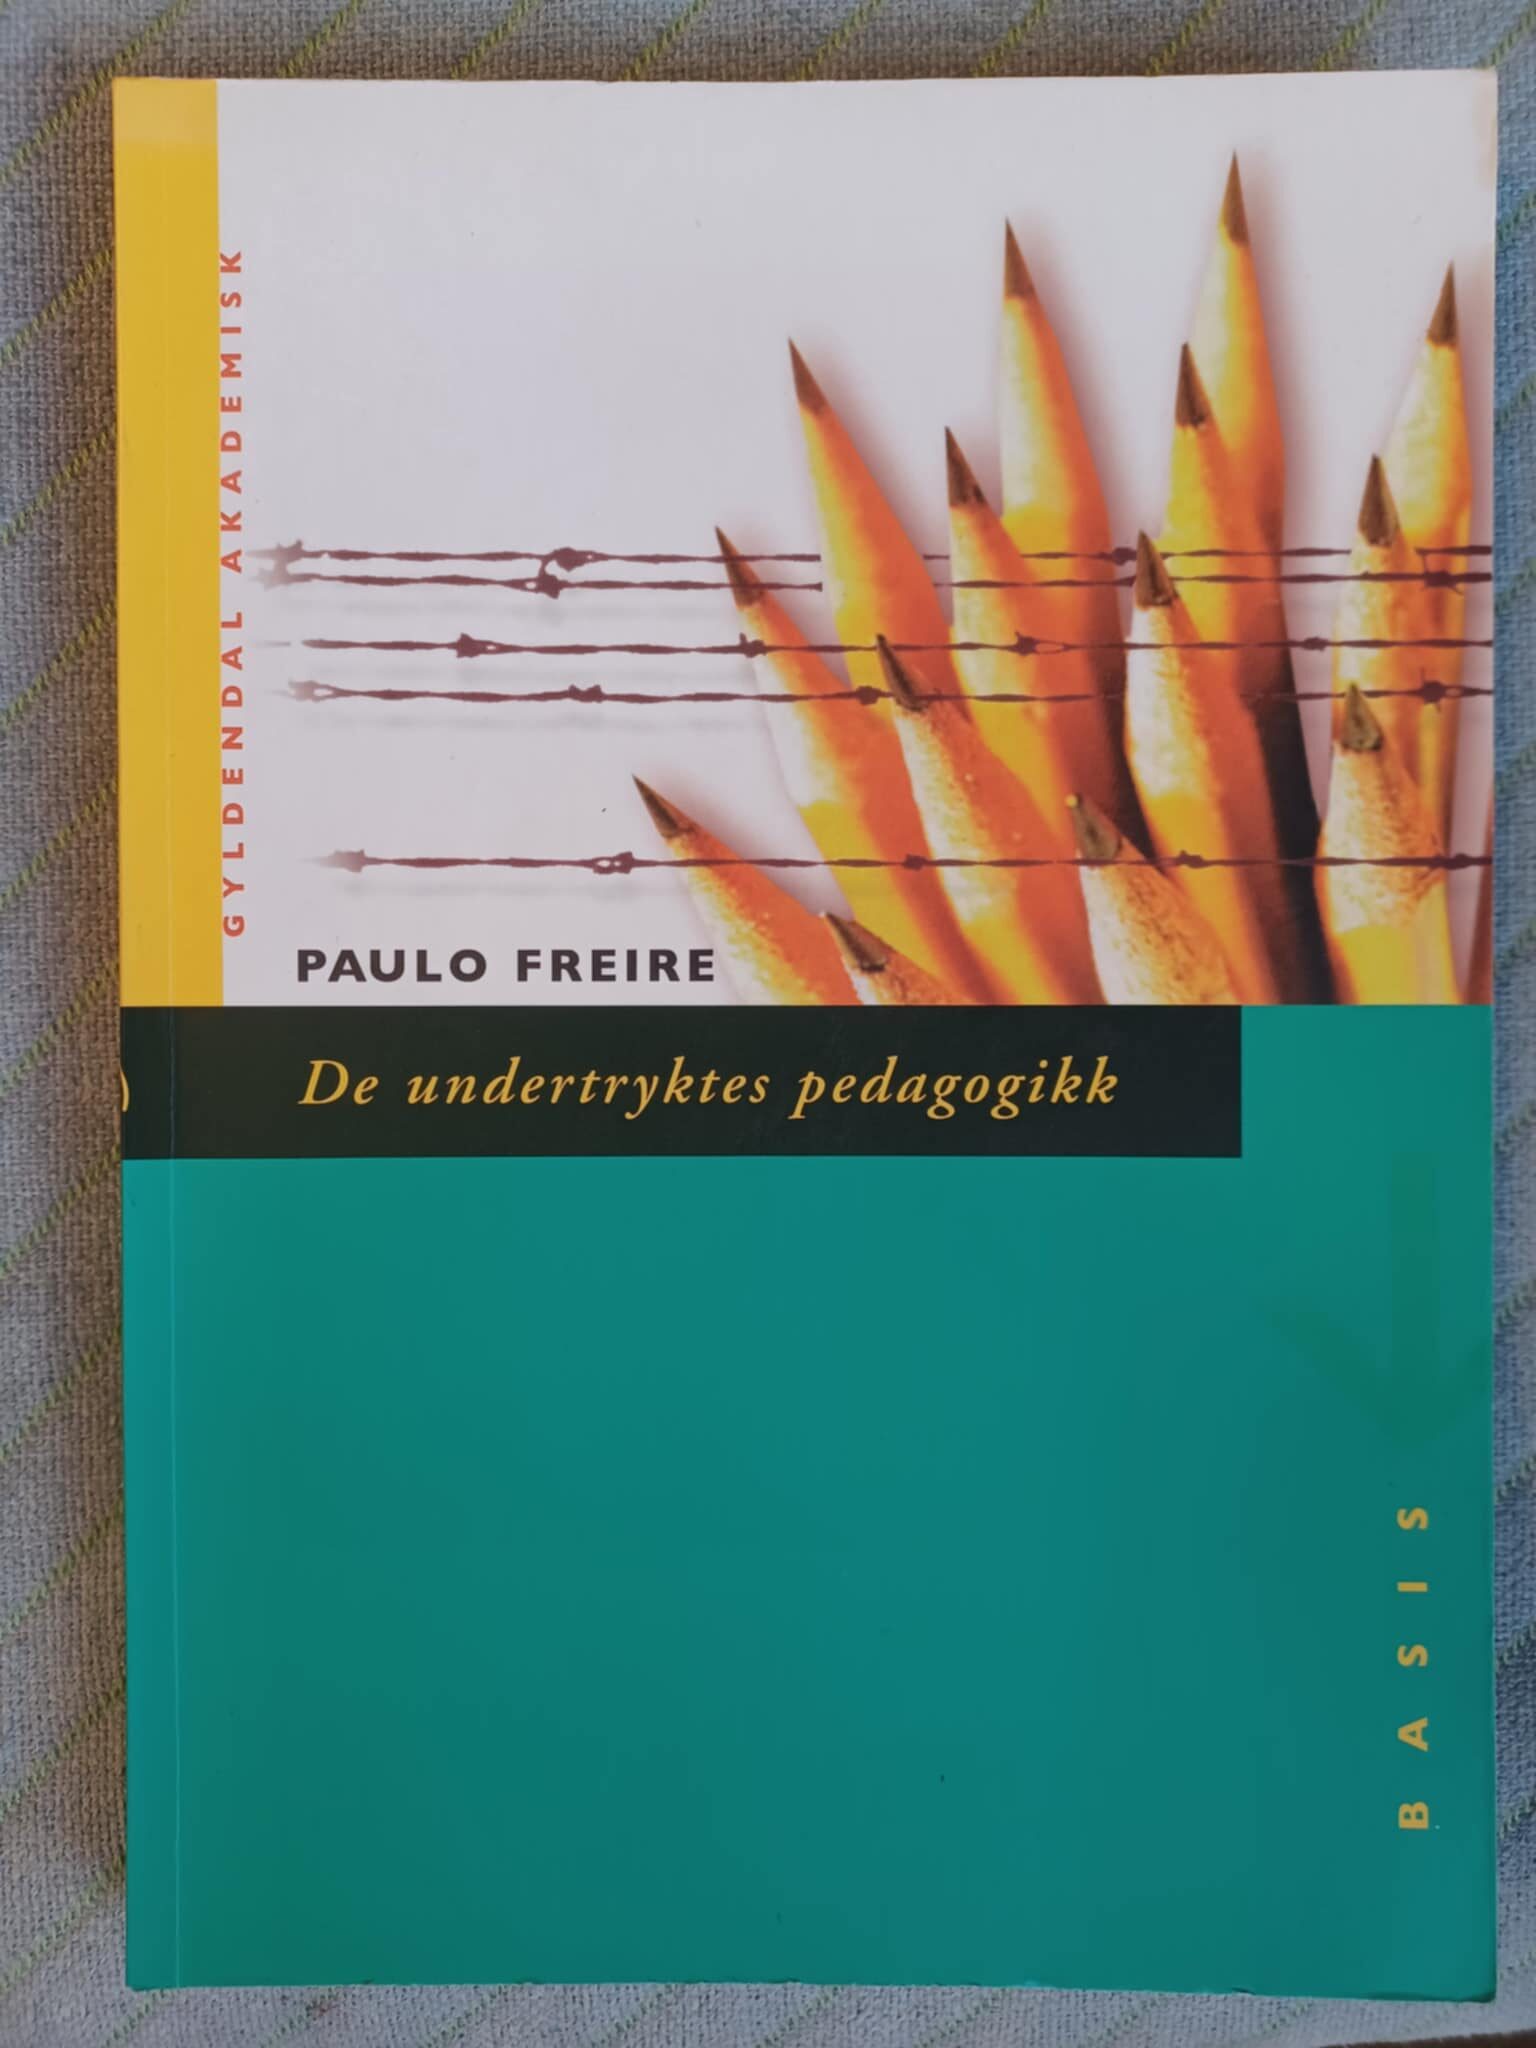 GYLDENDAL AKADEMISK
PAULO FREIRE
De undertryktes pedagogikk
BASIS